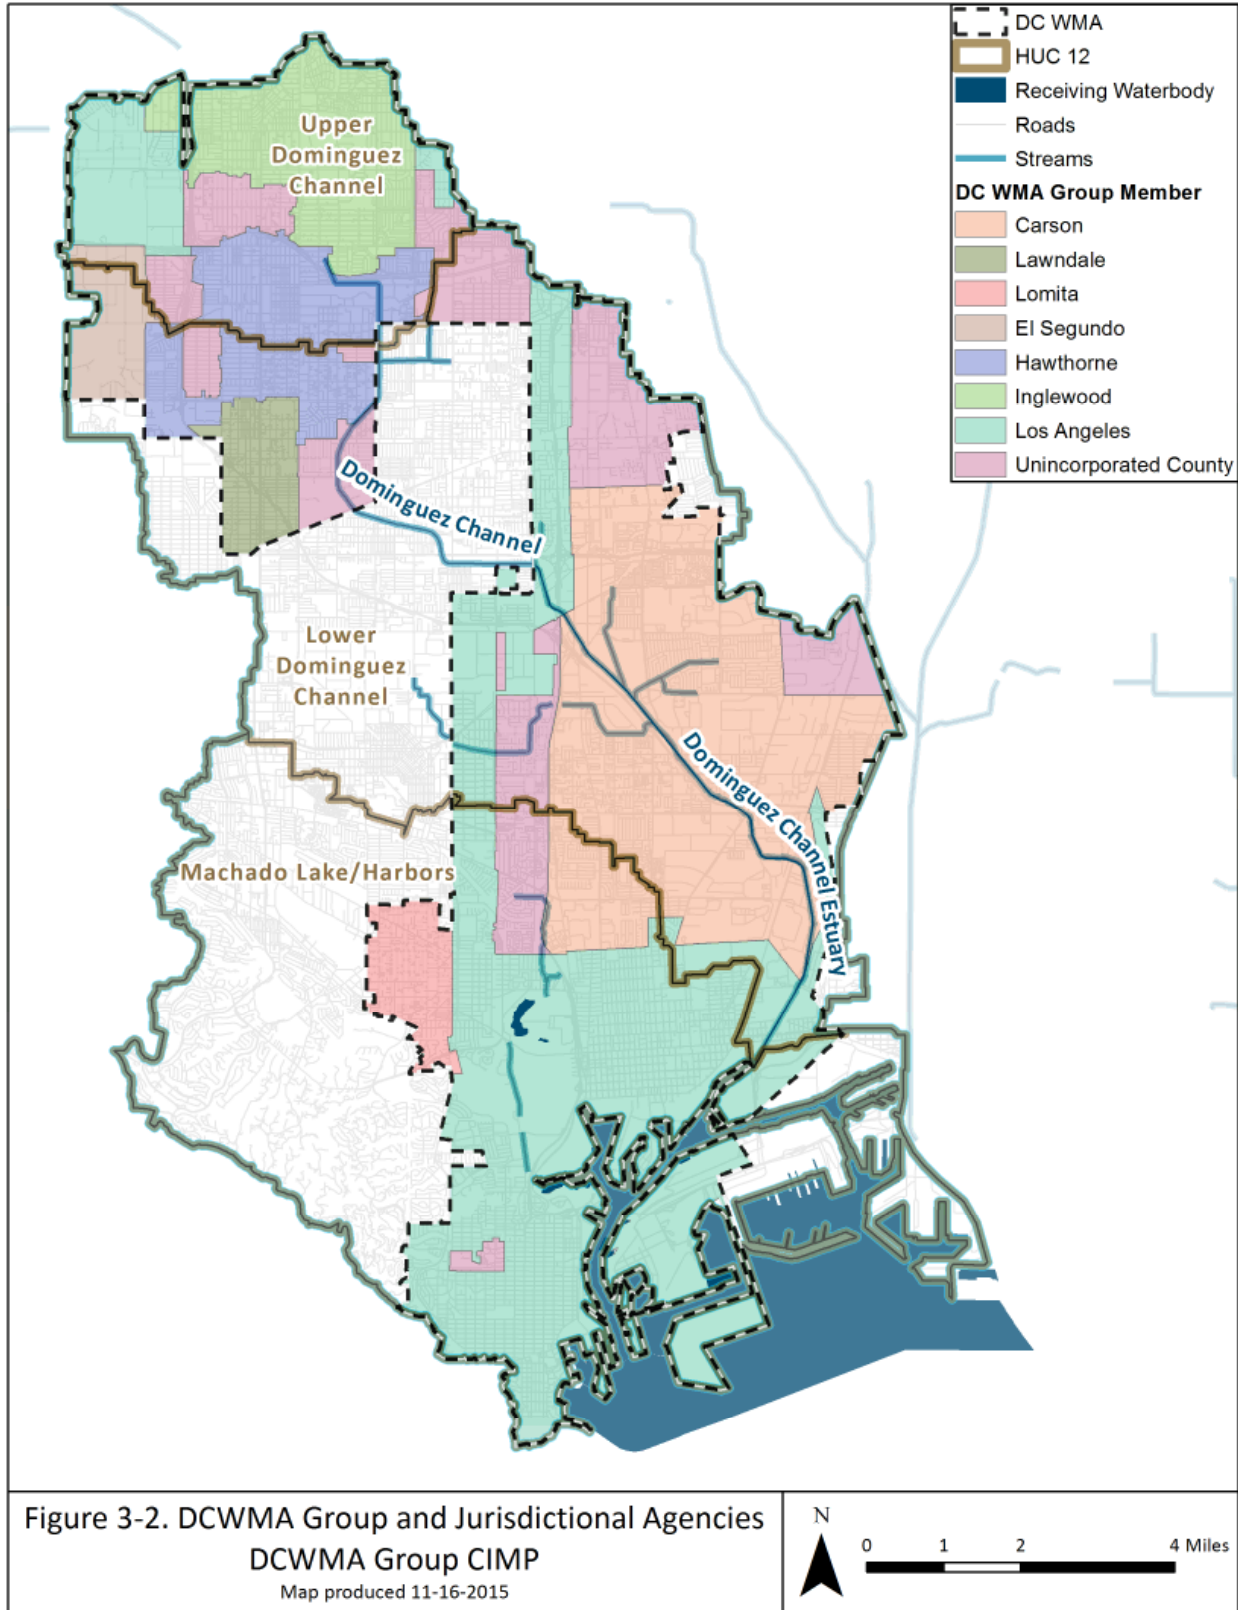 DC WMA
HUC 12
Receiving Waterbody
Roads
Streams
DC WMA Group Member
Carson
Lawndale
Lomita
El Segundo
Hawthorne
Inglewood
Los Angeles
Unincorporated County
Upper
Dominguez
Channel
Dominguez Channel
Lower
Dominguez
Channel
Dominguez Channel Estuary
Machado Lake/Harbors
Figure 3-2. DCWMA Group and Jurisdictional Agencies
DCWMA Group CIMP
Map produced 11-16-2015
N
0 1 2 4 Miles